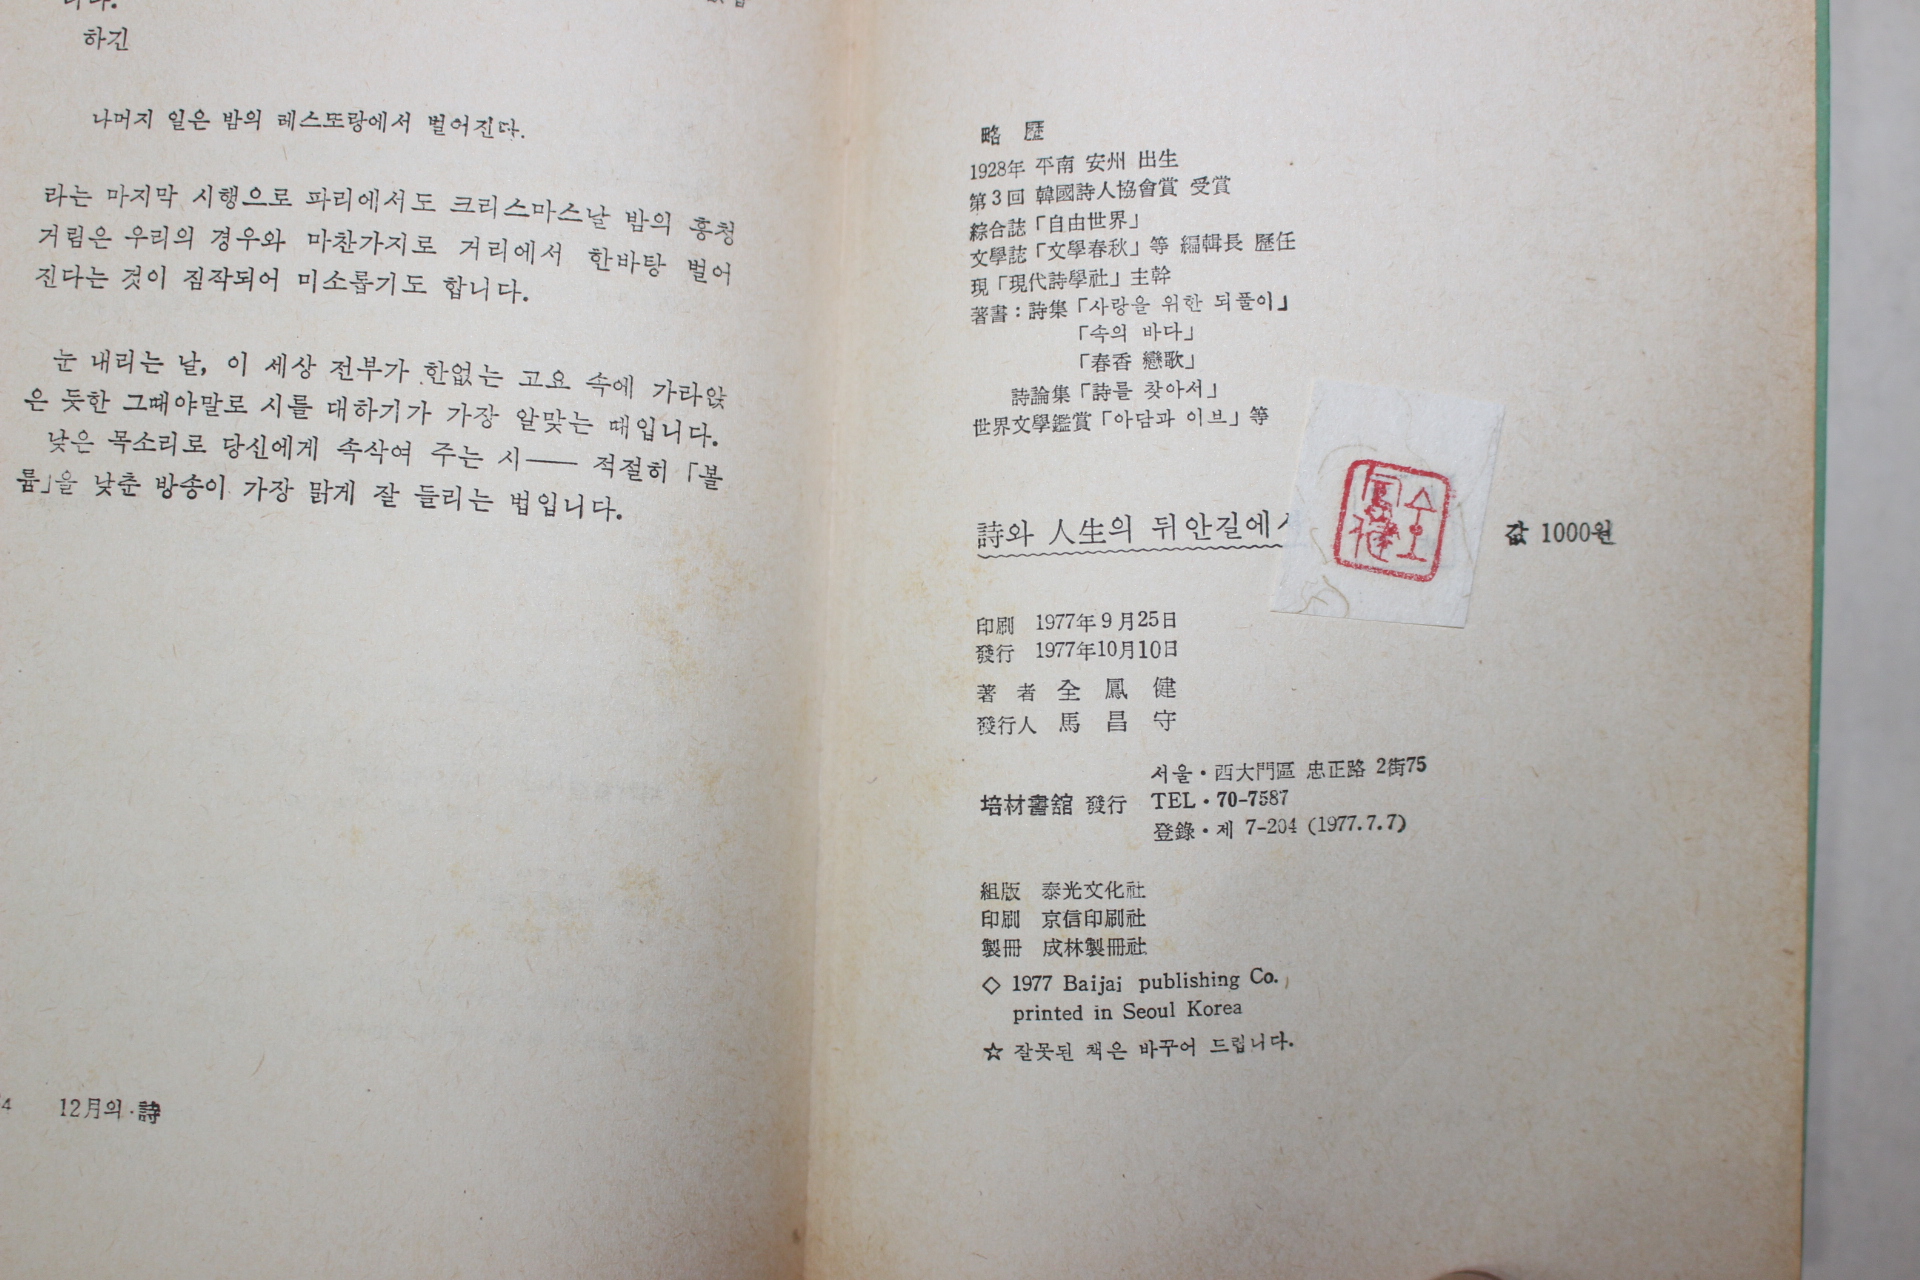 니다.
하긴
나머지 일은 밤의 레스또랑에서 벌어진다.
라는 마지막 시행으로 파리에서도 크리스마스날 밤의 흥청
거림은 우리의 경우와 마찬가지로 거리에서 한바탕 벌어
진다는 것이 짐작되어 미소롭기도 합니다.
눈 내리는 날, 이 세상 전부가 한없는 고요 속에 가라앉
은 듯한 그때야말로 시를 대하기가 가장 알맞는 때입니다.
낮은 목소리로 당신에게 속삭여 주는 시—— 적절히 「볼
륨」을 낮춘 방송이 가장 맑게 잘 들리는 법입니다.
4 12月의·詩
略 歷
1928年 平南 安州 出生
第3回 韓國詩人協會賞 受賞
綜合誌「自由世界」
文學誌「文學春秋」等 編輯長 歷任
現「現代詩學社」主幹
著書：詩集「사랑을 위한 되풀이」
「속의 바다」
「春香 戀歌」
詩論集「詩를 찾아서」
世界文學鑑賞「아담과 이브」等
詩와 人生의 뒤안길에서
값 1000원
印刷 1977年 9月25日
發行 1977年10月10日
著 者 全 鳳 健
發行人 馬 昌 守
培材書舘 發行
서울·西大門區 忠正路 2街75
TEL·70-7587
登錄·제 7-204 (1977.7.7)
組版 泰光文化社
印刷 京信印刷社
製冊 成林製冊社
◇ 1977 Baijai publishing Co.,
printed in Seoul Korea
☆ 잘못된 책은 바꾸어 드립니다.